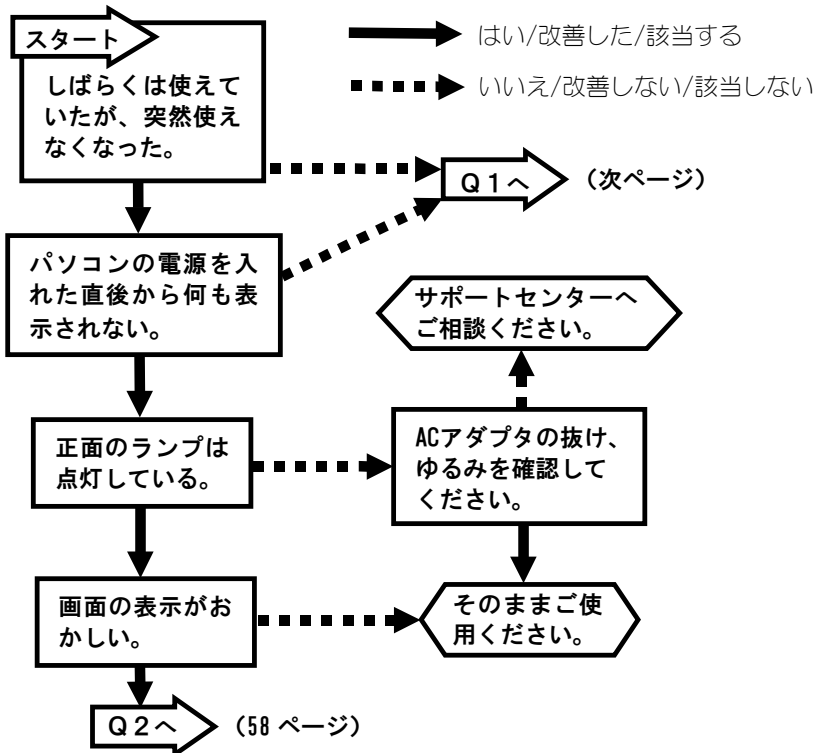 スタート
はい/改善した/該当する
いいえ/改善しない/該当しない
しばらくは使えて
いたが、突然使え
なくなった。
Q1へ
(次ページ)
パソコンの電源を入
れた直後から何も表
示されない。
サポートセンターへ
ご相談ください。
正面のランプは
点灯している。
ACアダプタの抜け、
ゆるみを確認して
ください。
画面の表示がお
かしい。
そのままご使
用ください。
Q2へ
(58 ページ)